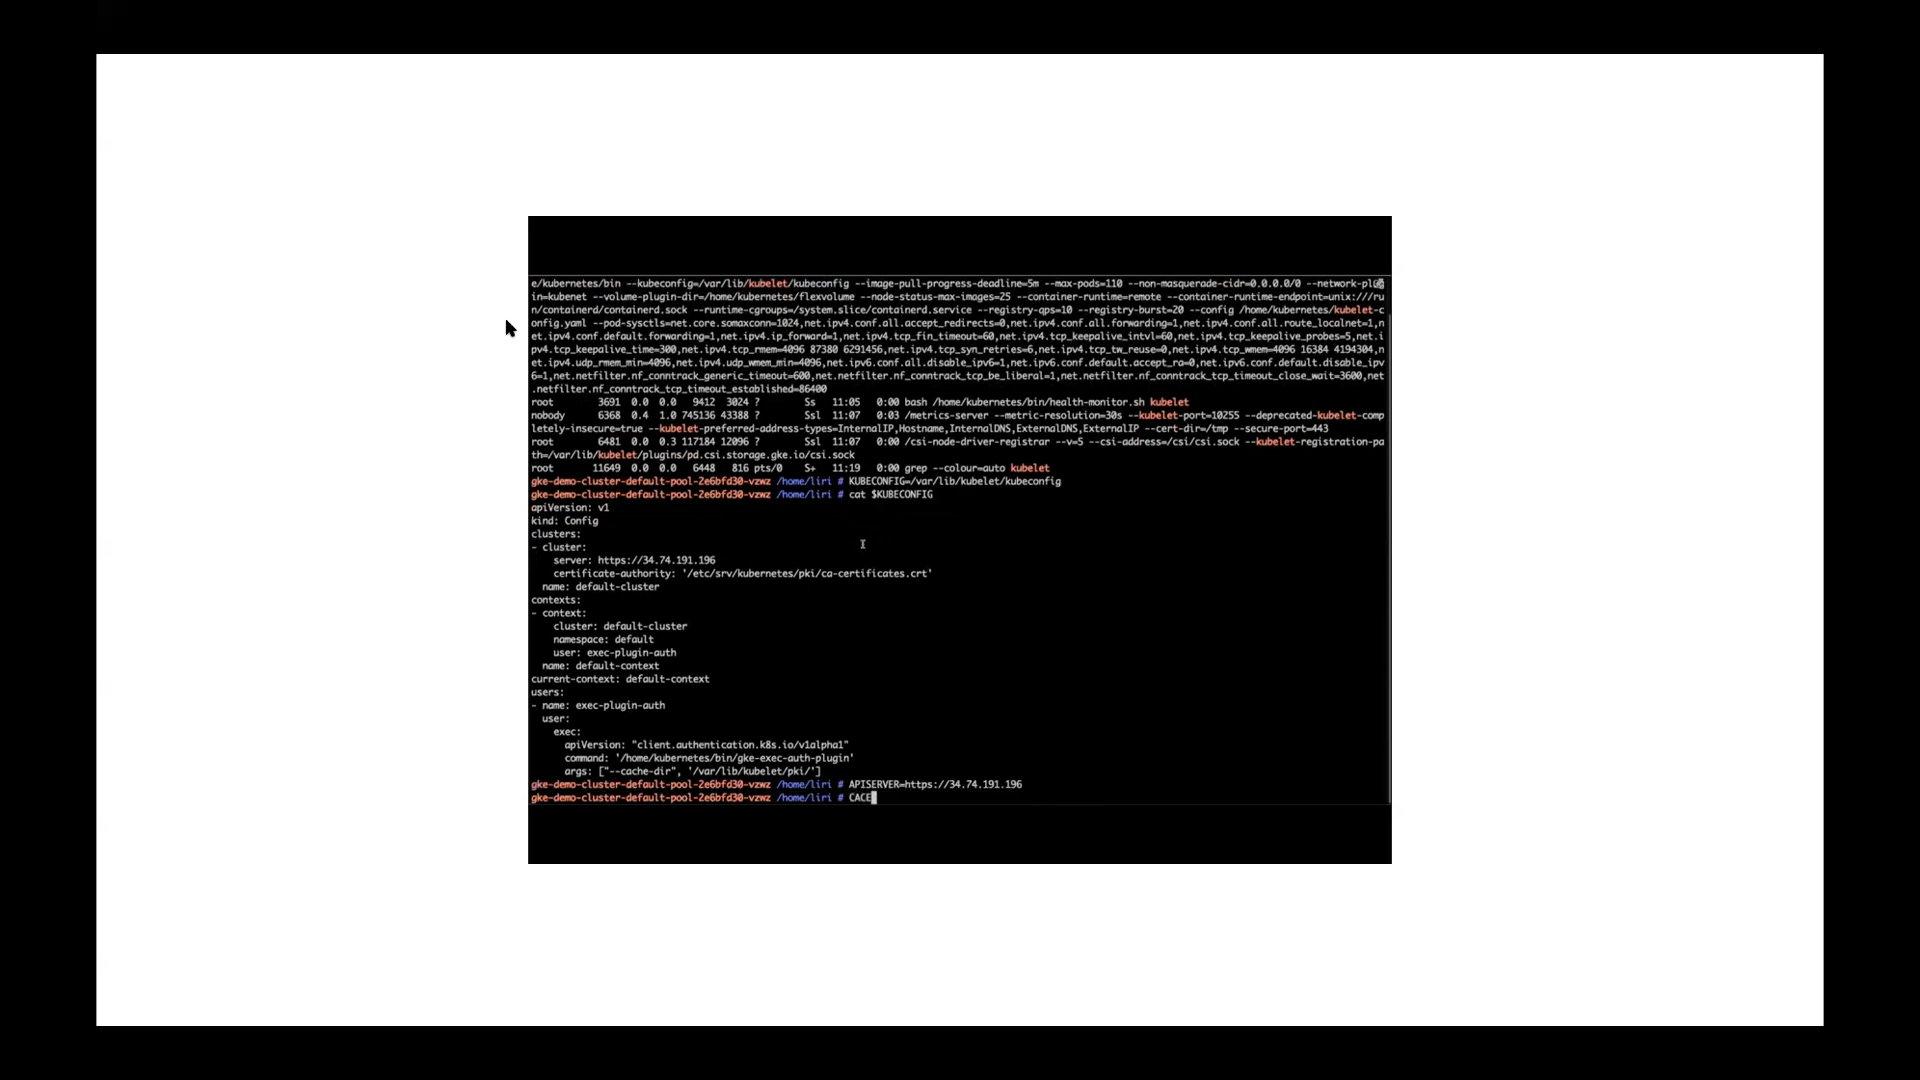 e/kubernetes/bin --kubeconfig=/var/lib/kubelet/kubeconfig --image-pull-progress-deadline=5m --max-pods=110 --non-masquerade-cidr=0.0.0.0/0 --network-plug
in=kubenet --volume-plugin-dir=/home/kubernetes/flexvolume --node-status-max-images=25 --container-runtime=remote --container-runtime-endpoint=unix:///ru
n/containerd/containerd.sock --runtime-cgroups=/system.slice/containerd.service --registry-qps=10 --registry-burst=20 --config /home/kubernetes/kubelet-c
onfig.yaml --pod-sysctls=net.core.somaxconn=1024,net.ipv4.conf.all.accept_redirects=0,net.ipv4.conf.all.forwarding=1,net.ipv4.conf.all.route_localnet=1,n
et.ipv4.conf.default.forwarding=1,net.ipv4.ip_forward=1,net.ipv4.tcp_fin_timeout=60,net.ipv4.tcp_keepalive_intvl=60,net.ipv4.tcp_keepalive_probes=5,net.i
pv4.tcp_keepalive_time=300,net.ipv4.tcp_rmem=4096 87380 6291456,net.ipv4.tcp_syn_retries=6,net.ipv4.tcp_tw_reuse=0,net.ipv4.tcp_wmem=4096 16384 4194304,n
et.ipv4.udp_rmem_min=4096,net.ipv4.udp_wmem_min=4096,net.ipv6.conf.all.disable_ipv6=1,net.ipv6.conf.default.accept_ra=0,net.ipv6.conf.default.disable_ipv
6=1,net.netfilter.nf_conntrack_generic_timeout=600,net.netfilter.nf_conntrack_tcp_be_liberal=1,net.netfilter.nf_conntrack_tcp_timeout_close_wait=3600,net
.netfilter.nf_conntrack_tcp_timeout_established=86400
root 3691 0.0 0.0 9412 3024 ? Ss 11:05 0:00 bash /home/kubernetes/bin/health-monitor.sh kubelet
nobody 6368 0.4 1.0 745136 43388 ? Ssl 11:07 0:03 /metrics-server --metric-resolution=30s --kubelet-port=10255 --deprecated-kubelet-comp
letely-insecure=true --kubelet-preferred-address-types=InternalIP,Hostname,InternalDNS,ExternalDNS,ExternalIP --cert-dir=/tmp --secure-port=443
root 6481 0.0 0.3 117184 12096 ? Ssl 11:07 0:00 /csi-node-driver-registrar --v=5 --csi-address=/csi/csi.sock --kubelet-registration-pa
th=/var/lib/kubelet/plugins/pd.csi.storage.gke.io/csi.sock
root 11649 0.0 0.0 6448 816 pts/0 S+ 11:19 0:00 grep --colour=auto kubelet
gke-demo-cluster-default-pool-2e6bfd30-vzwz /home/liri # KUBECONFIG=/var/lib/kubelet/kubeconfig
gke-demo-cluster-default-pool-2e6bfd30-vzwz /home/liri # cat $KUBECONFIG
apiVersion: v1
kind: Config
clusters:
- cluster:
server: https://34.74.191.196
certificate-authority: '/etc/srv/kubernetes/pki/ca-certificates.crt'
name: default-cluster
contexts:
- context:
cluster: default-cluster
namespace: default
user: exec-plugin-auth
name: default-context
current-context: default-context
users:
- name: exec-plugin-auth
user:
exec:
apiVersion: "client.authentication.k8s.io/v1alpha1"
command: '/home/kubernetes/bin/gke-exec-auth-plugin'
args: ["--cache-dir", '/var/lib/kubelet/pki/']
gke-demo-cluster-default-pool-2e6bfd30-vzwz /home/liri # APISERVER=https://34.74.191.196
gke-demo-cluster-default-pool-2e6bfd30-vzwz /home/liri # CACE